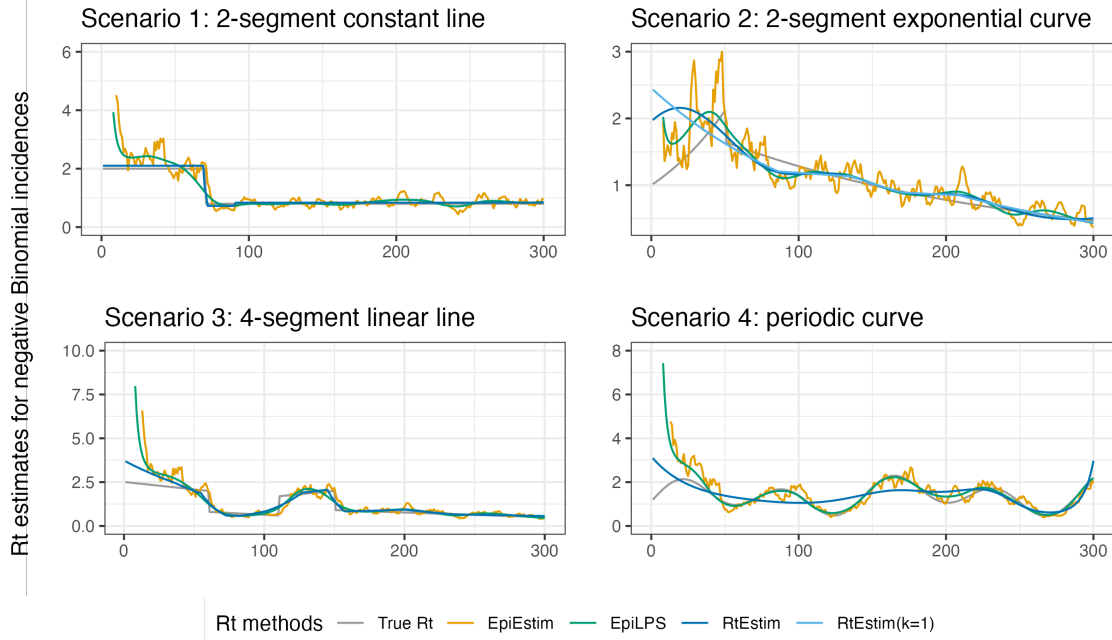 Rt estimates for negative Binomial incidences
Scenario 1: 2-segment constant line
6
4
2
0
0 100 200 300
Scenario 2: 2-segment exponential curve
3
2
1
0 100 200 300
Scenario 3: 4-segment linear line
10.0
7.5
5.0
2.5
0.0
0 100 200 300
Scenario 4: periodic curve
8
6
4
2
0
0 100 200 300
Rt methods True Rt EpiEstim EpiLPS RtEstim RtEstim(k=1)